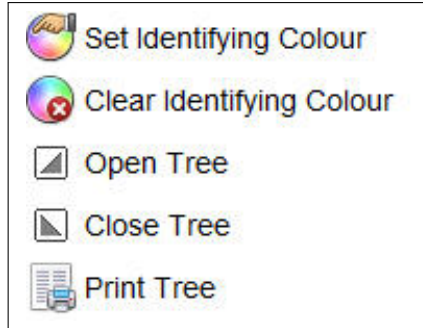 Set Identifying Colour
Clear Identifying Colour
Open Tree
Close Tree
Print Tree